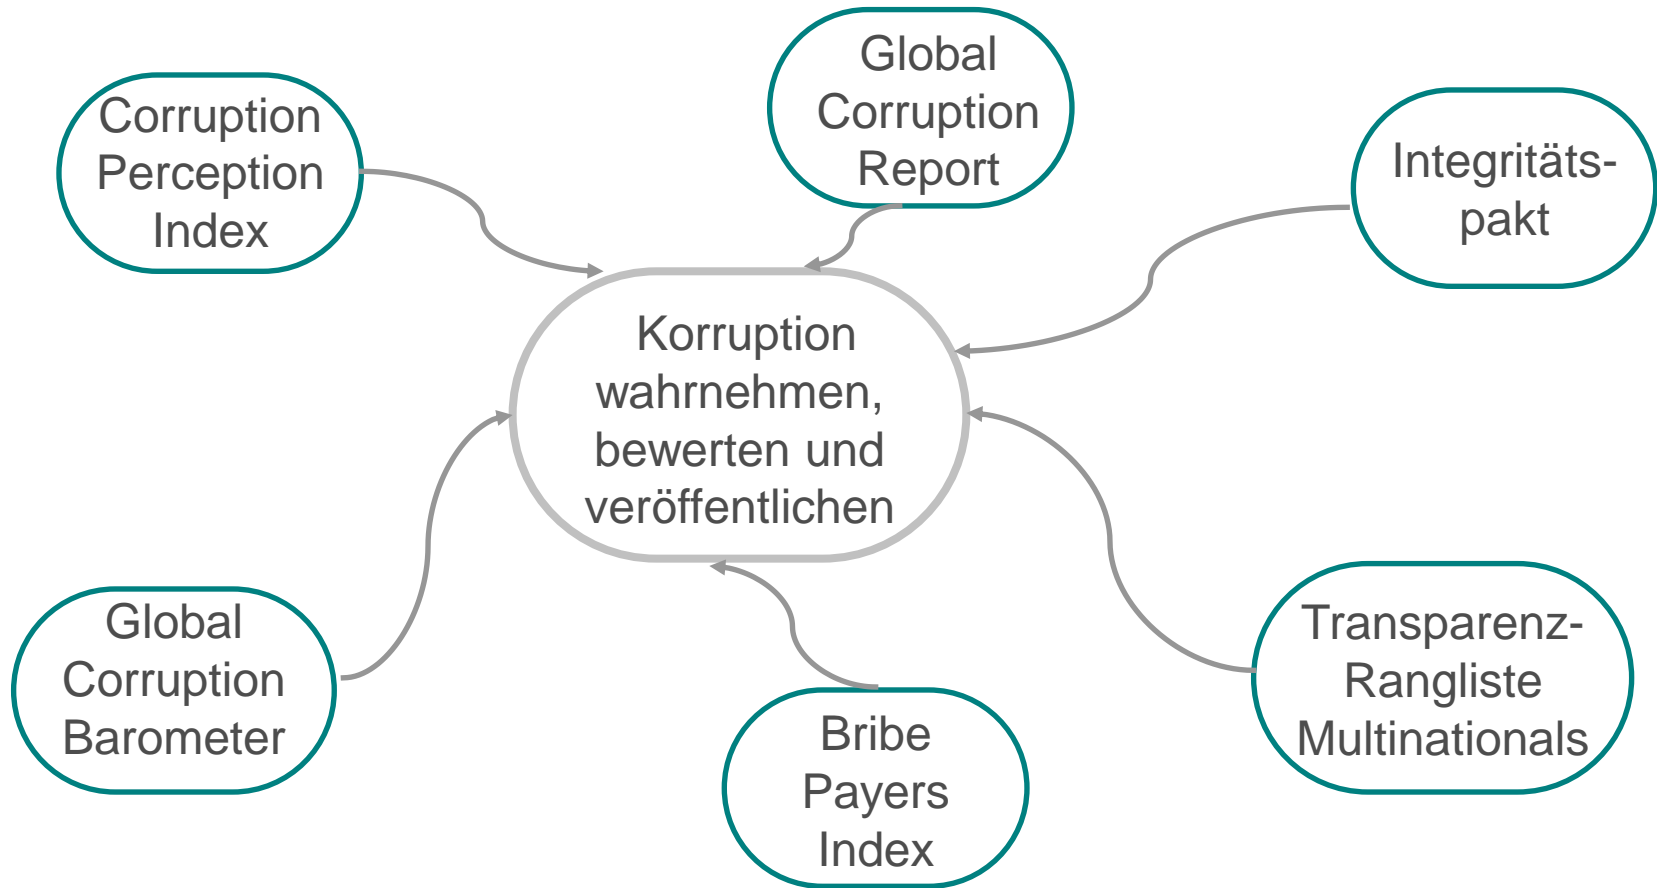 Corruption
Perception
Index
Global
Corruption
Report
Integritäts-
pakt
Korruption
wahrnehmen,
bewerten und
veröffentlichen
Global
Corruption
Barometer
Bribe
Payers
Index
Transparenz-
Rangliste
Multinationals